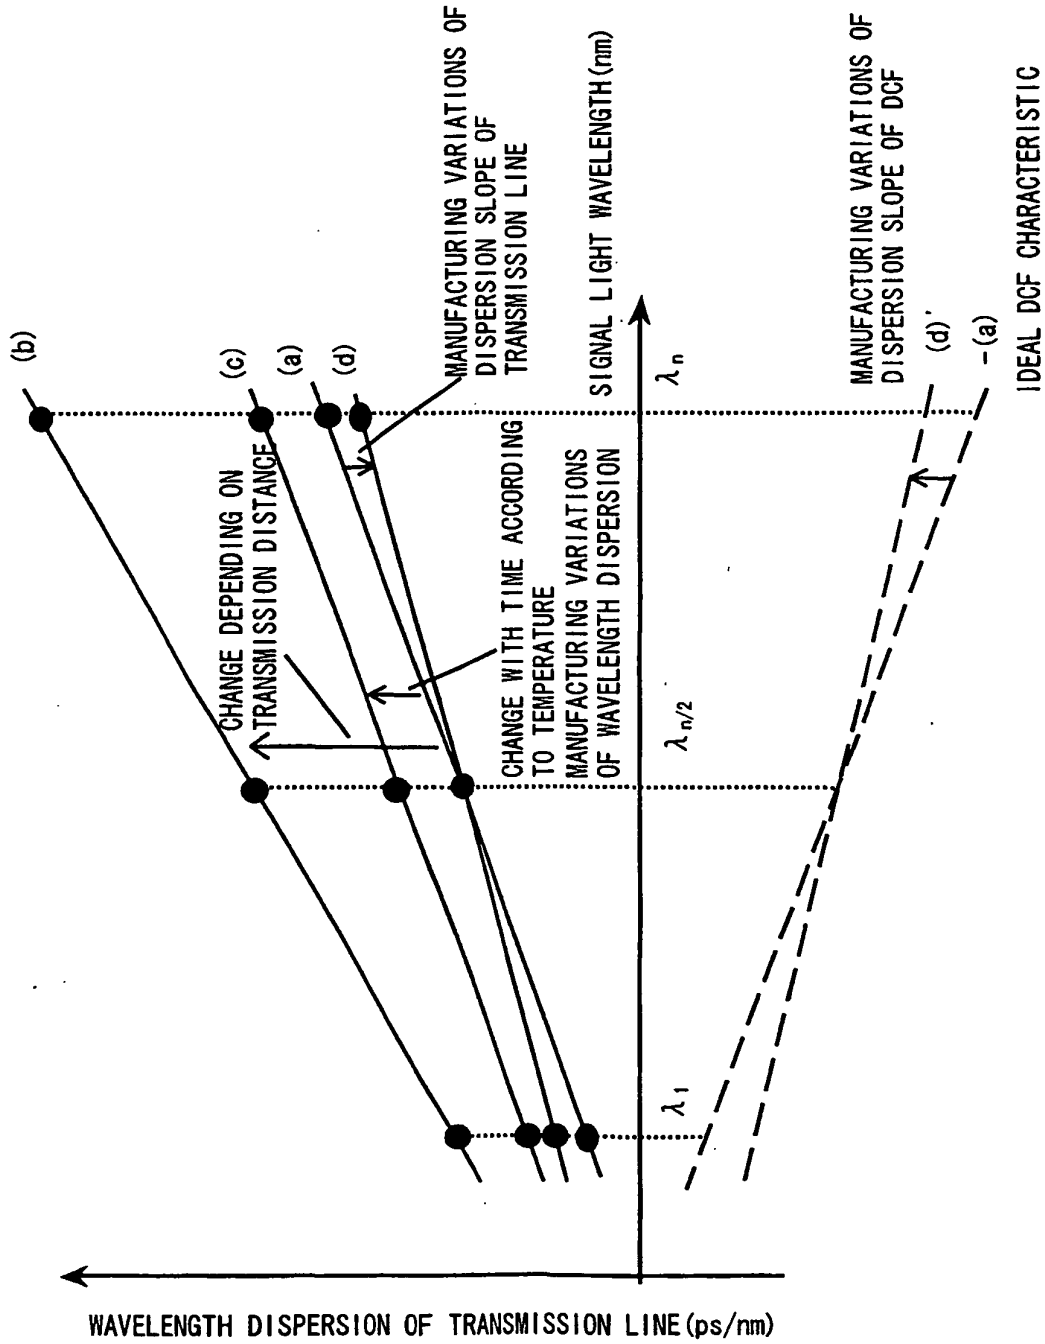 (b)
(c)
(a)
(d)
MANUFACTURING VARIATIONS OF
DISPERSION SLOPE OF
TRANSMISSION LINE
CHANGE DEPENDING ON
TRANSMISSION DISTANCE
CHANGE WITH TIME ACCORDING
TO TEMPERATURE
MANUFACTURING VARIATIONS
OF WAVELENGTH DISPERSION
SIGNAL LIGHT WAVELENGTH(nm)
λ1
λn/2
λn
MANUFACTURING VARIATIONS OF
DISPERSION SLOPE OF DCF
(d)'
-(a)
IDEAL DCF CHARACTERISTIC
WAVELENGTH DISPERSION OF TRANSMISSION LINE(ps/nm)